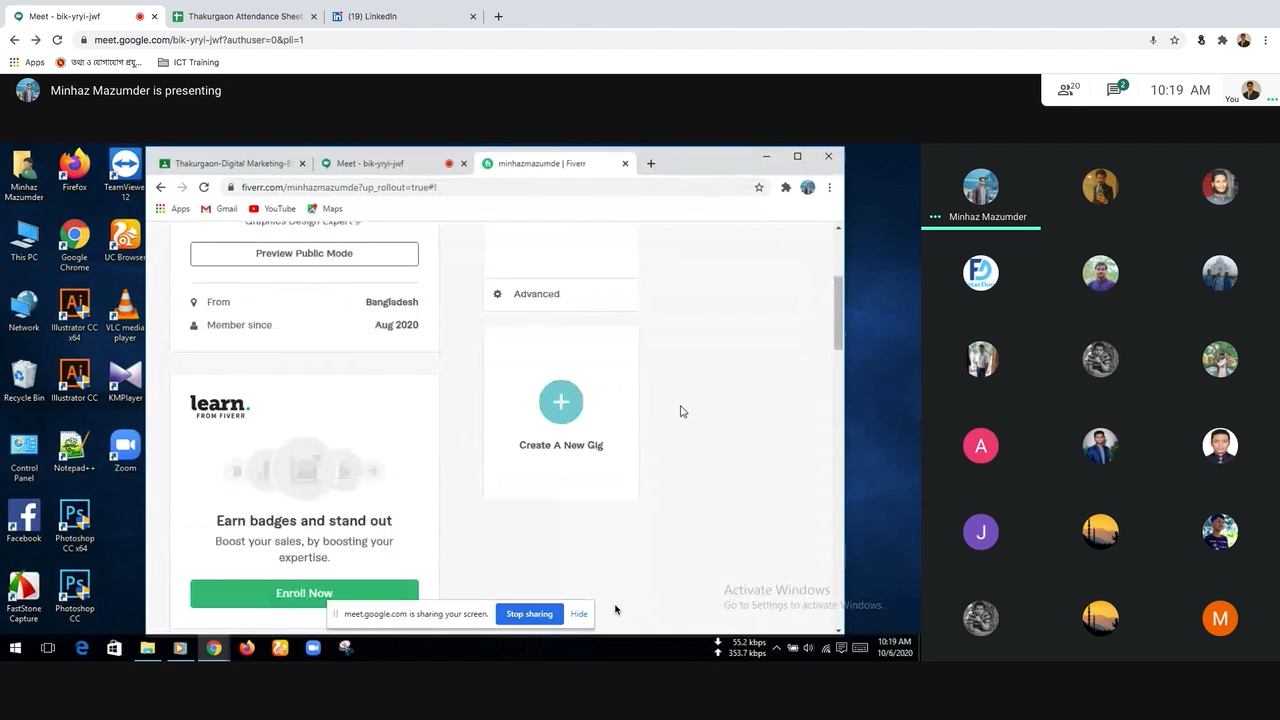 Meet - bik-yryi-jwf
Thakurgaon Attendance Sheet
(19) LinkedIn
meet.google.com/bik-yryi-jwf?authuser=0&pli=1
Apps
তথ্য ও যোগাযোগ প্রযু...
ICT Training
Minhaz Mazumder is presenting
20
2
10:19 AM
You
Minhaz Mazumder
Firefox
TeamViewer 12
This PC
Google Chrome
UC Browser
Network
Illustrator CC x64
VLC media player
Recycle Bin
Illustrator CC
KMPlayer
Control Panel
Notepad++
Zoom
Facebook
Photoshop CC x64
FastStone Capture
Photoshop CC
Thakurgaon-Digital Marketing-
Meet - bik-yryi-jwf
minhazmazumde | Fiverr
fiverr.com/minhazmazumde?up_rollout=true#!
Apps
Gmail
YouTube
Maps
Graphics Design Expert
Preview Public Mode
From
Bangladesh
Member since
Aug 2020
learn.
FROM FIVERR
Earn badges and stand out
Boost your sales, by boosting your
expertise.
Enroll Now
Advanced
Create A New Gig
meet.google.com is sharing your screen.
Stop sharing
Hide
Activate Windows
Go to Settings to activate Windows.
55.2 kbps
353.7 kbps
10:19 AM
10/6/2020
Minhaz Mazumder
A
J
M